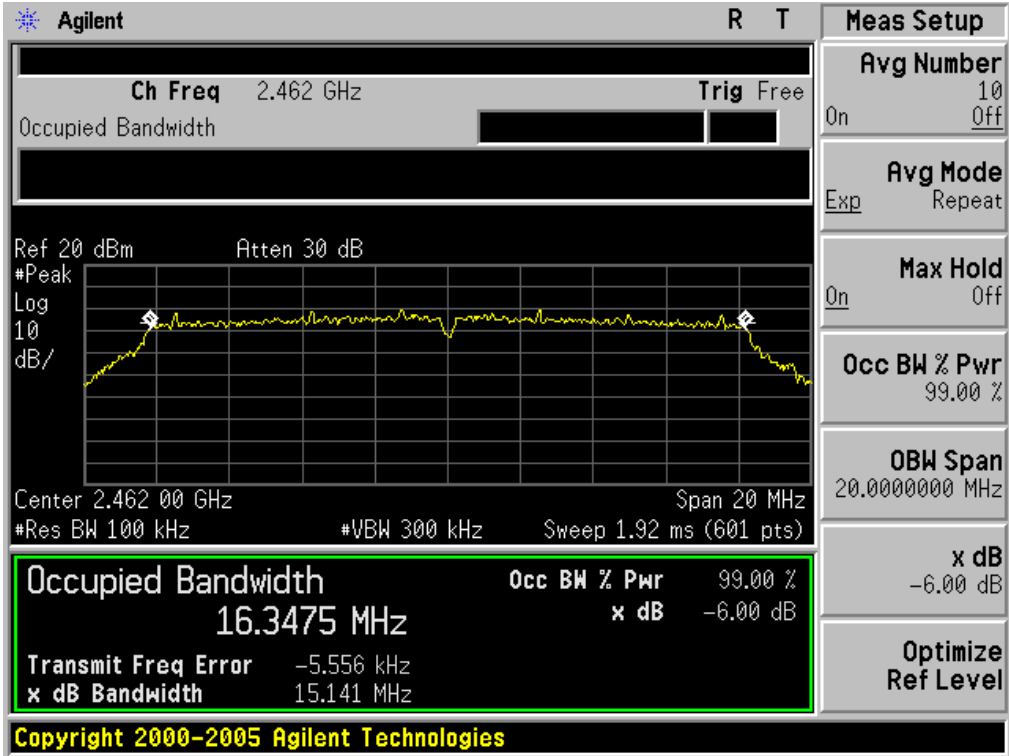 Agilent R T
Ch Freq 2.462 GHz Trig Free
Occupied Bandwidth
Ref 20 dBm Atten 30 dB
#Peak
Log
10
dB/
Center 2.462 00 GHz Span 20 MHz
#Res BW 100 kHz #VBW 300 kHz Sweep 1.92 ms (601 pts)
Occupied Bandwidth Occ BW % Pwr 99.00 %
16.3475 MHz x dB -6.00 dB
Transmit Freq Error -5.556 kHz
x dB Bandwidth 15.141 MHz
Copyright 2000-2005 Agilent Technologies
Meas Setup
Avg Number
10
On Off
Avg Mode
Exp Repeat
Max Hold
On Off
Occ BW % Pwr
99.00 %
OBW Span
20.0000000 MHz
x dB
-6.00 dB
Optimize
Ref Level